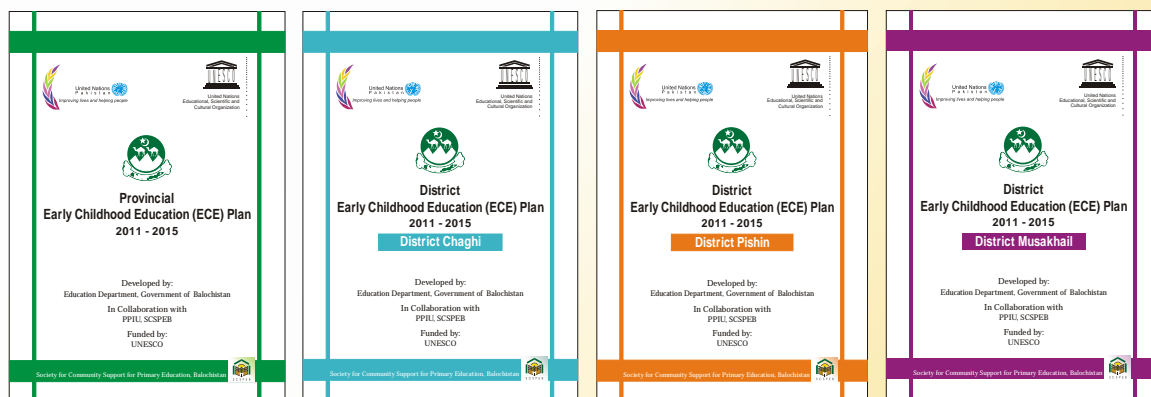 United Nations
Pakistan
Improving lives and helping people
UNESCO
United Nations
Educational, Scientific and
Cultural Organization
Provincial
Early Childhood Education (ECE) Plan
2011 - 2015
Developed by:
Education Department, Government of Balochistan
In Collaboration with
PPIU, SCSPEB
Funded by:
UNESCO
Society for Community Support for Primary Education, Balochistan
SCSPEB
United Nations
Pakistan
Improving lives and helping people
UNESCO
United Nations
Educational, Scientific and
Cultural Organization
District
Early Childhood Education (ECE) Plan
2011 - 2015
District Chaghi
Developed by:
Education Department, Government of Balochistan
In Collaboration with
PPIU, SCSPEB
Funded by:
UNESCO
Society for Community Support for Primary Education, Balochistan
SCSPEB
United Nations
Pakistan
Improving lives and helping people
UNESCO
United Nations
Educational, Scientific and
Cultural Organization
District
Early Childhood Education (ECE) Plan
2011 - 2015
District Pishin
Developed by:
Education Department, Government of Balochistan
In Collaboration with
PPIU, SCSPEB
Funded by:
UNESCO
Society for Community Support for Primary Education, Balochistan
SCSPEB
United Nations
Pakistan
Improving lives and helping people
UNESCO
United Nations
Educational, Scientific and
Cultural Organization
District
Early Childhood Education (ECE) Plan
2011 - 2015
District Musakhail
Developed by:
Education Department, Government of Balochistan
In Collaboration with
PPIU, SCSPEB
Funded by:
UNESCO
Society for Community Support for Primary Education, Balochistan
SCSPEB